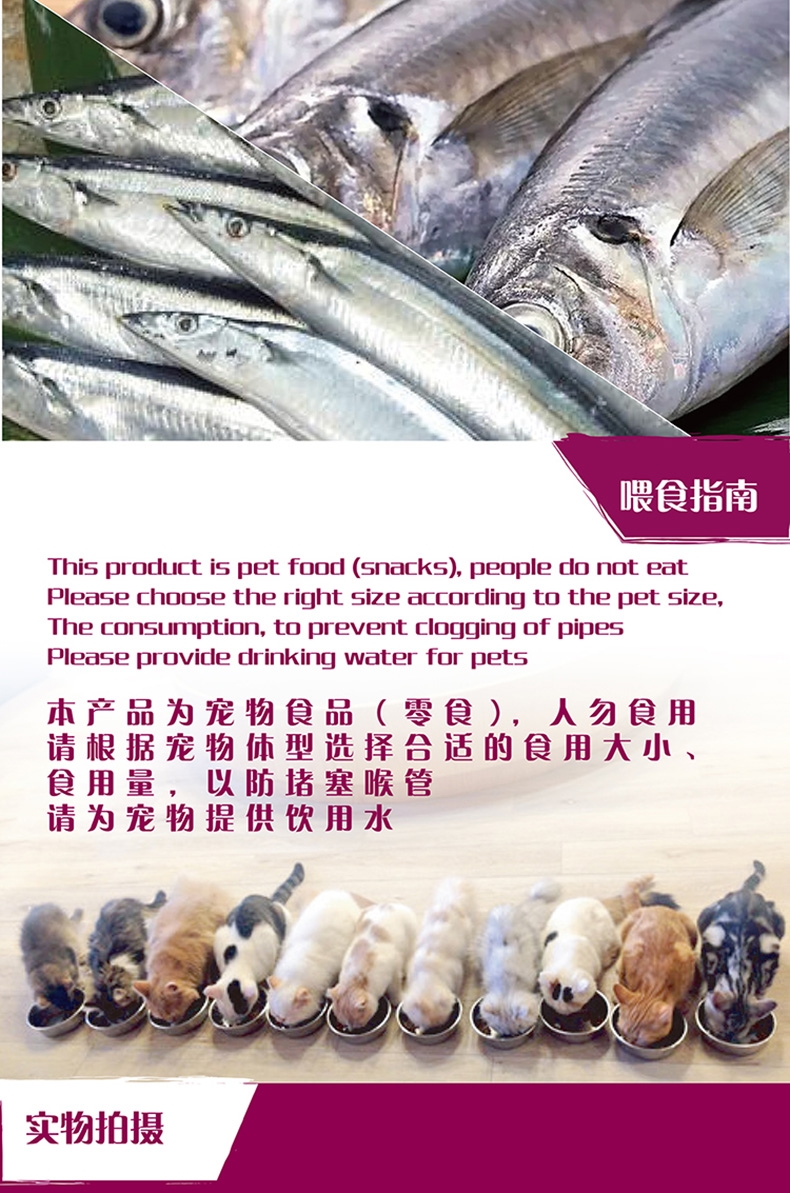 喂食指南
This product is pet food (snacks), people do not eat
Please choose the right size according to the pet size,
The consumption, to prevent clogging of pipes
Please provide drinking water for pets
本产品为宠物食品（零食），人勿食用
请根据宠物体型选择合适的食用大小、
食用量，以防堵塞喉管
请为宠物提供饮用水
实物拍摄